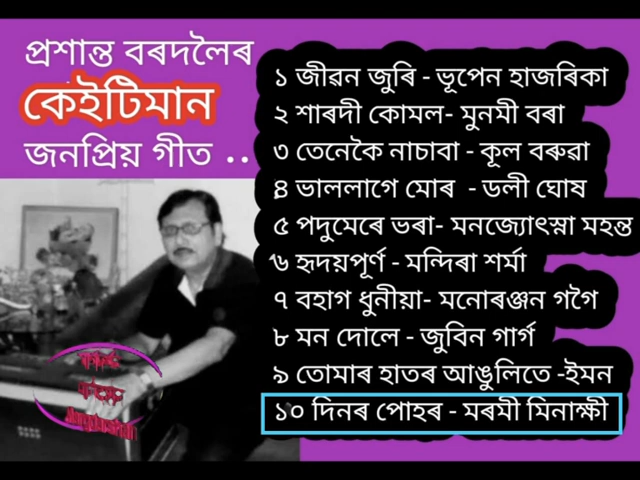 প্ৰশান্ত বৰদলৈৰ
কেইটিমান
জনপ্ৰিয় গীত ..
১ জীৱন জুৰি - ভূপেন হাজৰিকা
২ শাৰদী কোমল- মুনমী বৰা
৩ তেনেকৈ নাচাবা - কূল বৰুৱা
৪ ভাললাগে মোৰ - ডলী ঘোষ
৫ পদুমেৰে ভৰা- মনজ্যোৎস্না মহন্ত
৬ হৃদয়পূৰ্ণ - মন্দিৰা শৰ্মা
৭ বহাগ ধুনীয়া- মনোৰঞ্জন গগৈ
৮ মন দোলে - জুবিন গাৰ্গ
৯ তোমাৰ হাতৰ আঙুলিতে -ইমন
১০ দিনৰ পোহৰ - মৰমী মিনাক্ষী